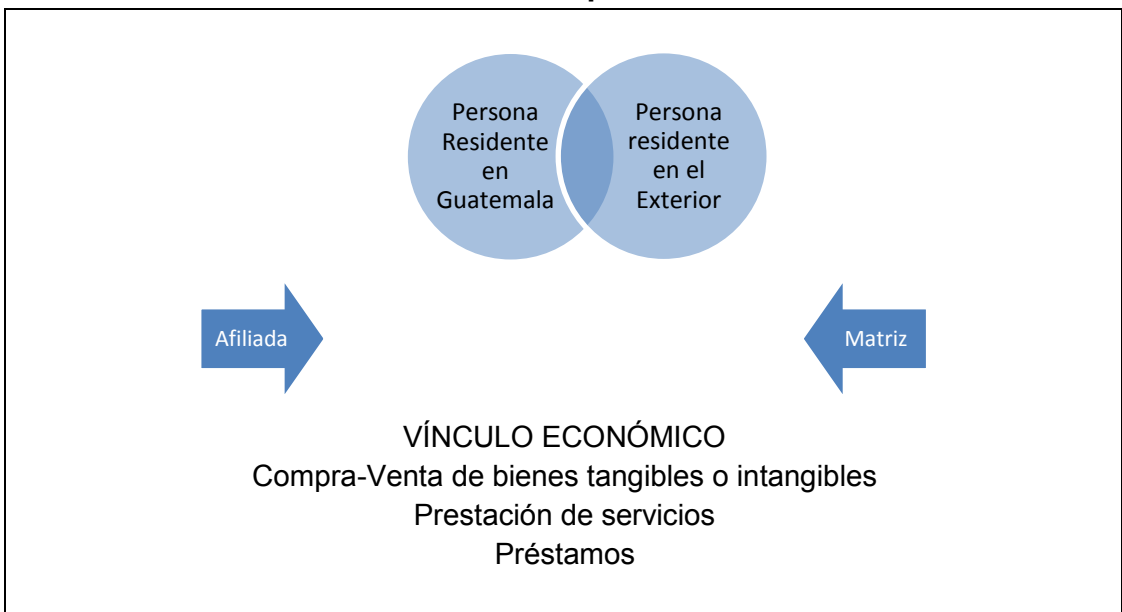 Persona
Residente
en
Guatemala
Persona
residente
en el
Exterior
Afiliada
Matriz
VÍNCULO ECONÓMICO
Compra-Venta de bienes tangibles o intangibles
Prestación de servicios
Préstamos